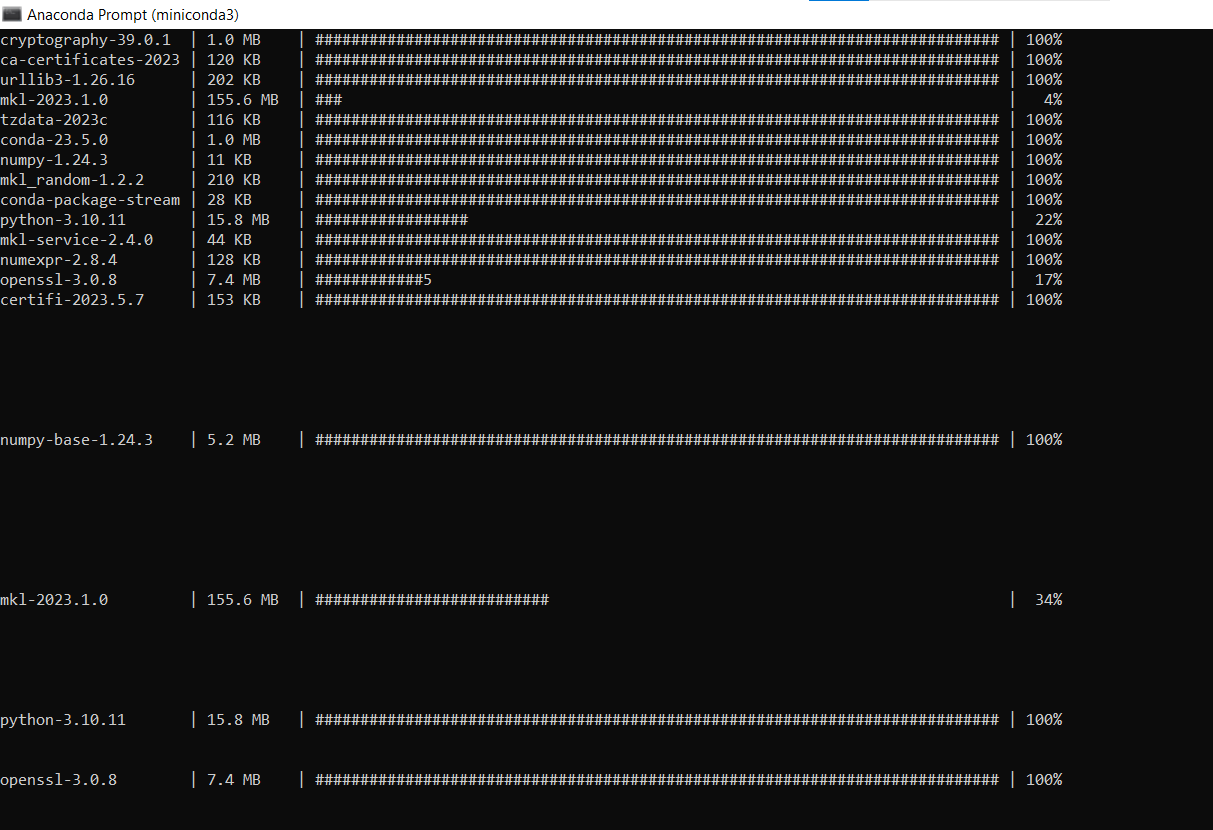 Anaconda Prompt (miniconda3)
cryptography-39.0.1 | 1.0 MB | ############################################################################ | 100%
ca-certificates-2023 | 120 KB | ############################################################################ | 100%
urllib3-1.26.16 | 202 KB | ############################################################################ | 100%
mkl-2023.1.0 | 155.6 MB | ### | 4%
tzdata-2023c | 116 KB | ############################################################################ | 100%
conda-23.5.0 | 1.0 MB | ############################################################################ | 100%
numpy-1.24.3 | 11 KB | ############################################################################ | 100%
mkl_random-1.2.2 | 210 KB | ############################################################################ | 100%
conda-package-stream | 28 KB | ############################################################################ | 100%
python-3.10.11 | 15.8 MB | ################# | 22%
mkl-service-2.4.0 | 44 KB | ############################################################################ | 100%
numexpr-2.8.4 | 128 KB | ############################################################################ | 100%
openssl-3.0.8 | 7.4 MB | ############5 | 17%
certifi-2023.5.7 | 153 KB | ############################################################################ | 100%
numpy-base-1.24.3 | 5.2 MB | ############################################################################ | 100%
mkl-2023.1.0 | 155.6 MB | ########################## | 34%
python-3.10.11 | 15.8 MB | ############################################################################ | 100%
openssl-3.0.8 | 7.4 MB | ############################################################################ | 100%